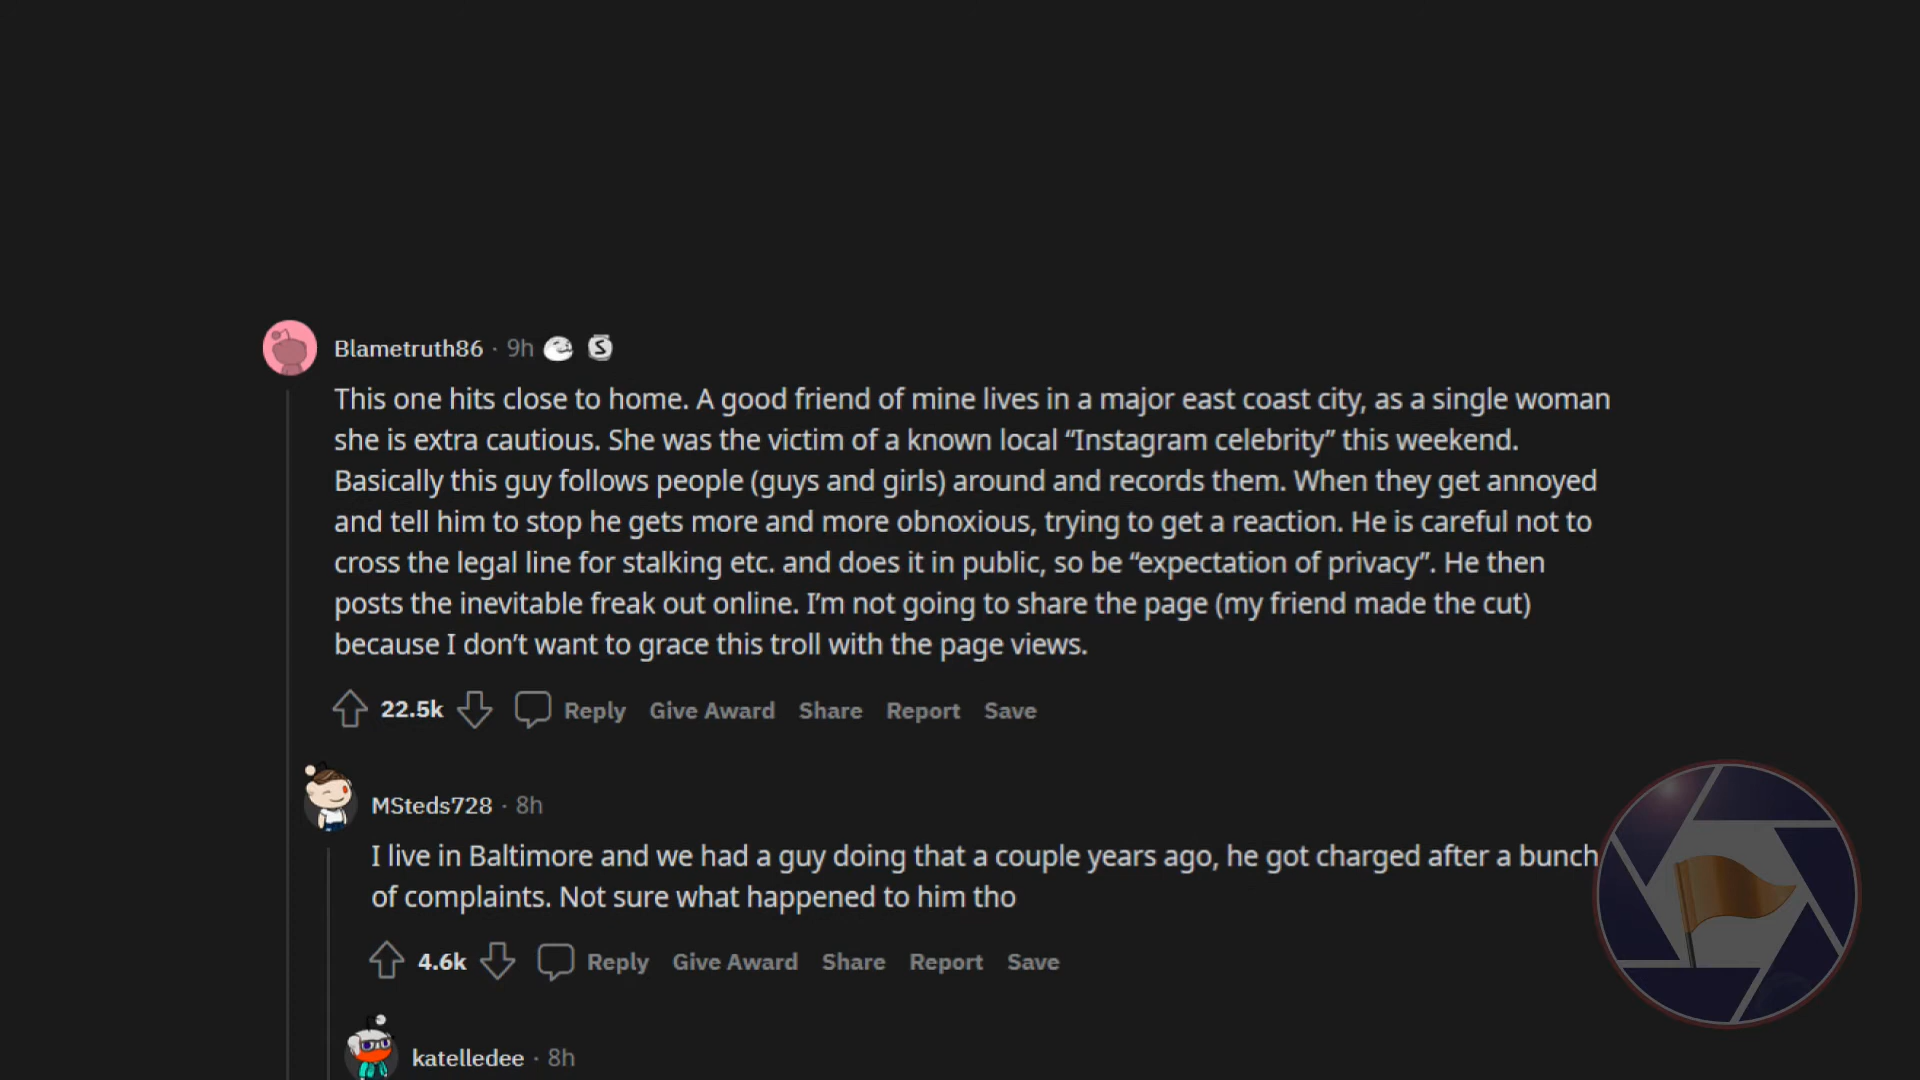 Blametruth86 · 9h
This one hits close to home. A good friend of mine lives in a major east coast city, as a single woman
she is extra cautious. She was the victim of a known local “Instagram celebrity” this weekend.
Basically this guy follows people (guys and girls) around and records them. When they get annoyed
and tell him to stop he gets more and more obnoxious, trying to get a reaction. He is careful not to
cross the legal line for stalking etc. and does it in public, so be “expectation of privacy”. He then
posts the inevitable freak out online. I’m not going to share the page (my friend made the cut)
because I don’t want to grace this troll with the page views.
22.5k Reply Give Award Share Report Save
MSteds728 · 8h
I live in Baltimore and we had a guy doing that a couple years ago, he got charged after a bunch
of complaints. Not sure what happened to him tho
4.6k Reply Give Award Share Report Save
katelledee · 8h